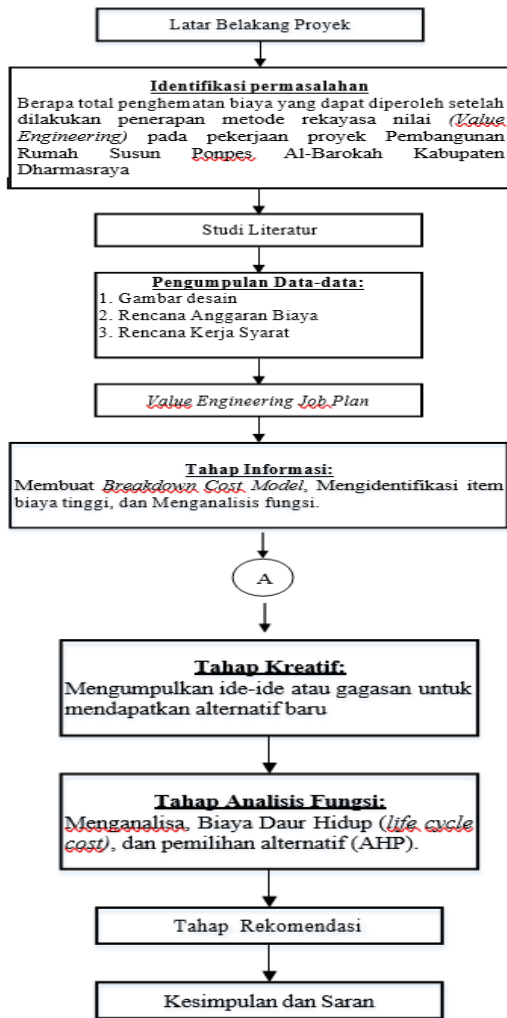 Latar Belakang Proyek
Identifikasi permasalahan
Berapa total penghematan biaya yang dapat diperoleh setelah
dilakukan penerapan metode rekayasa nilai (Value
Engineering) pada pekerjaan proyek Pembangunan
Rumah Susun Ponpes Al-Barokah Kabupaten
Dharmasraya
Studi Literatur
Pengumpulan Data-data:
1. Gambar desain
2. Rencana Anggaran Biaya
3. Rencana Kerja Syarat
Value Engineering Job Plan
Tahap Informasi:
Membuat Breakdown Cost Model, Mengidentifikasi item
biaya tinggi, dan Menganalisis fungsi.
A
Tahap Kreatif:
Mengumpulkan ide-ide atau gagasan untuk
mendapatkan alternatif baru
Tahap Analisis Fungsi:
Menganalisa, Biaya Daur Hidup (life cycle
cost), dan pemilihan alternatif (AHP).
Tahap Rekomendasi
Kesimpulan dan Saran